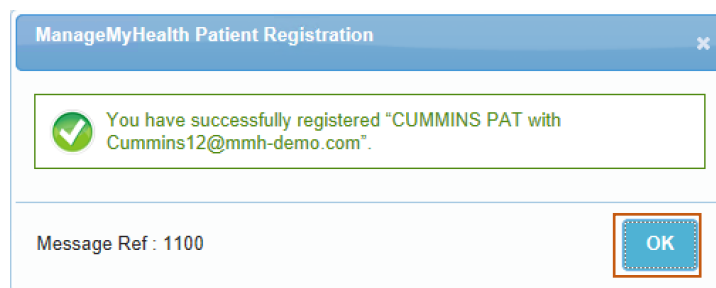 ManageMyHealth Patient Registration
You have successfully registered “CUMMINS PAT with
Cummins12@mmh-demo.com”.
Message Ref : 1100
OK